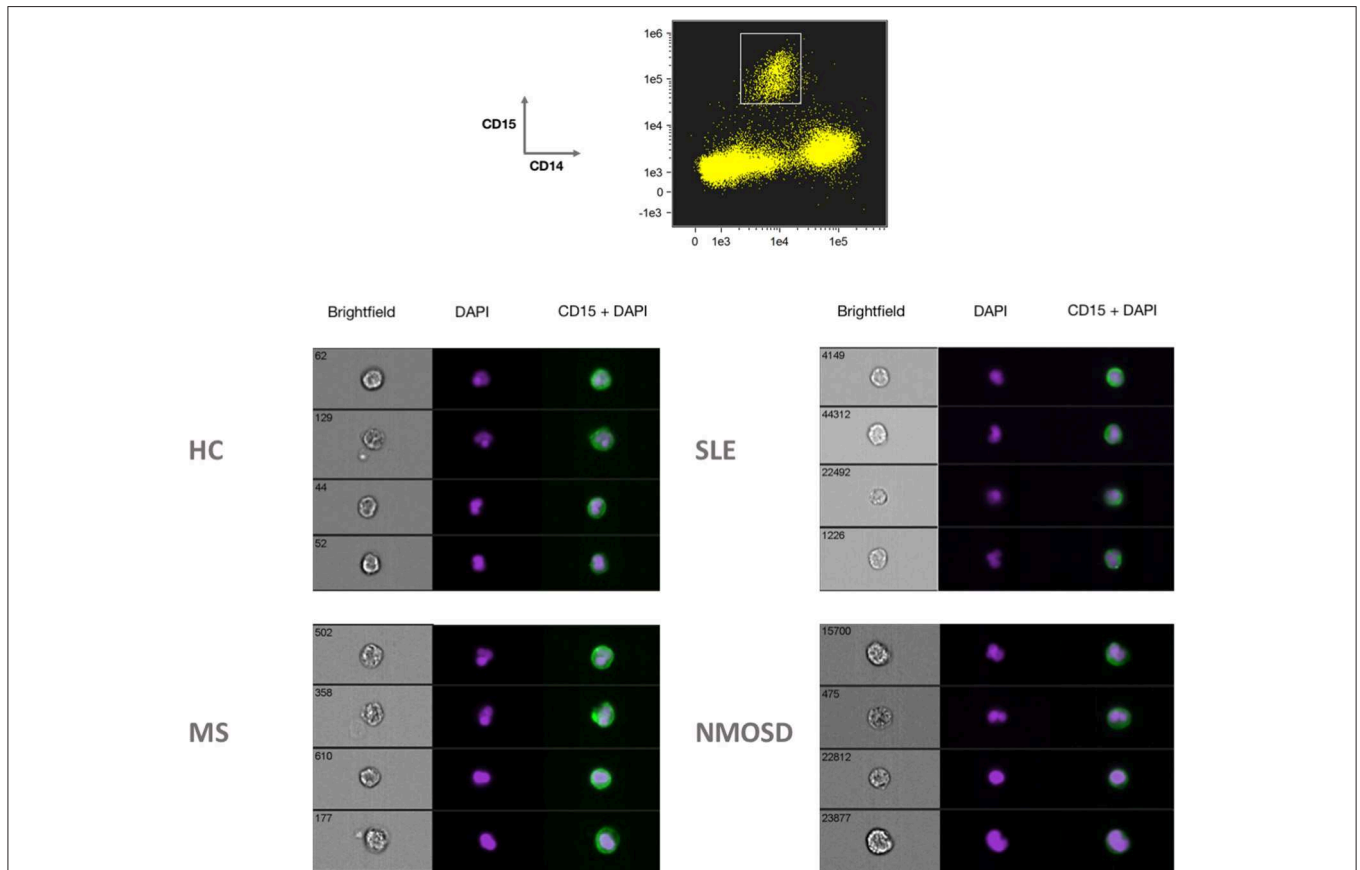 1e6
1e5
1e4
1e3
0
-1e3
CD15
CD14
0 1e3 1e4 1e5
Brightfield DAPI CD15 + DAPI
HC
62
129
44
52
Brightfield DAPI CD15 + DAPI
SLE
4149
44312
22492
1226
MS
502
358
610
177
NMOSD
15700
475
22812
23877